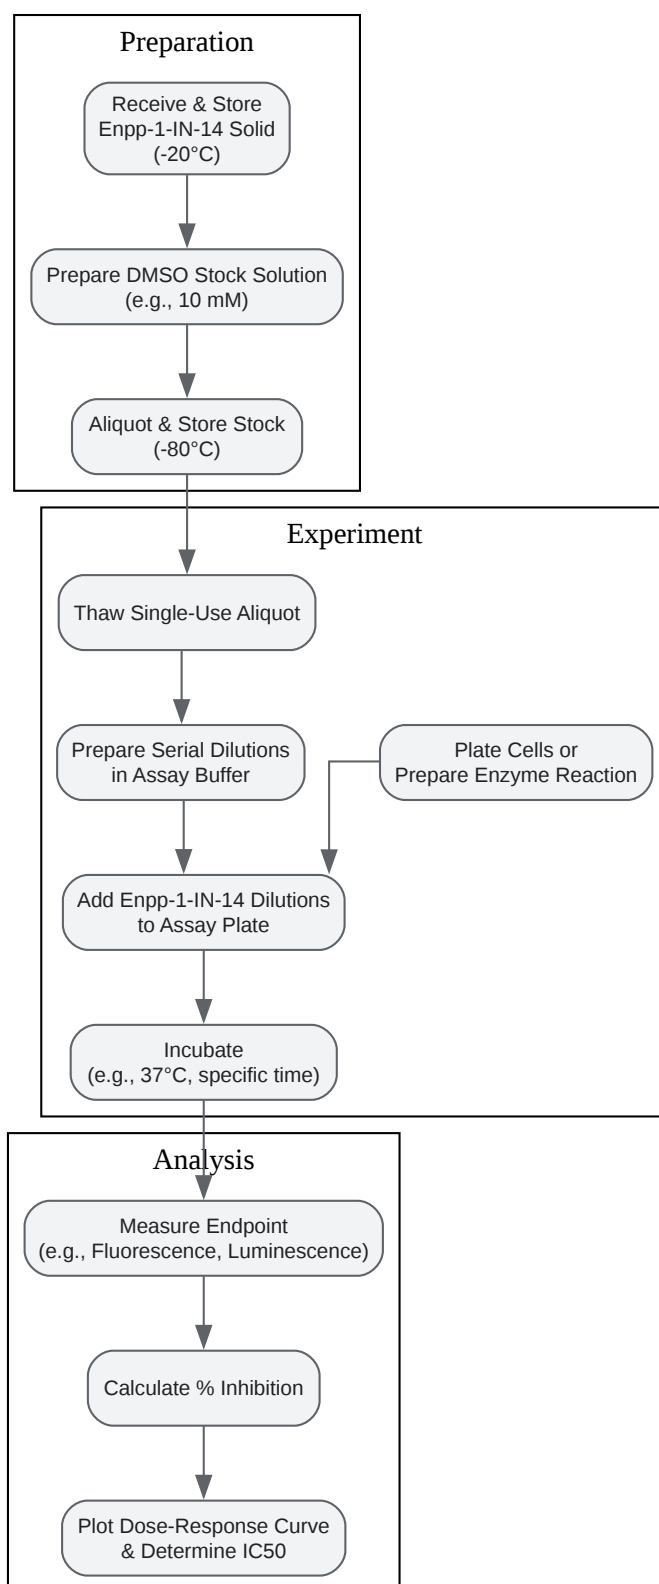 Preparation
Receive & Store
Enpp-1-IN-14 Solid
(-20°C)
Prepare DMSO Stock Solution
(e.g., 10 mM)
Aliquot & Store Stock
(-80°C)
Experiment
Thaw Single-Use Aliquot
Prepare Serial Dilutions
in Assay Buffer
Plate Cells or
Prepare Enzyme Reaction
Add Enpp-1-IN-14 Dilutions
to Assay Plate
Incubate
(e.g., 37°C, specific time)
Analysis
Measure Endpoint
(e.g., Fluorescence, Luminescence)
Calculate % Inhibition
Plot Dose-Response Curve
& Determine IC50